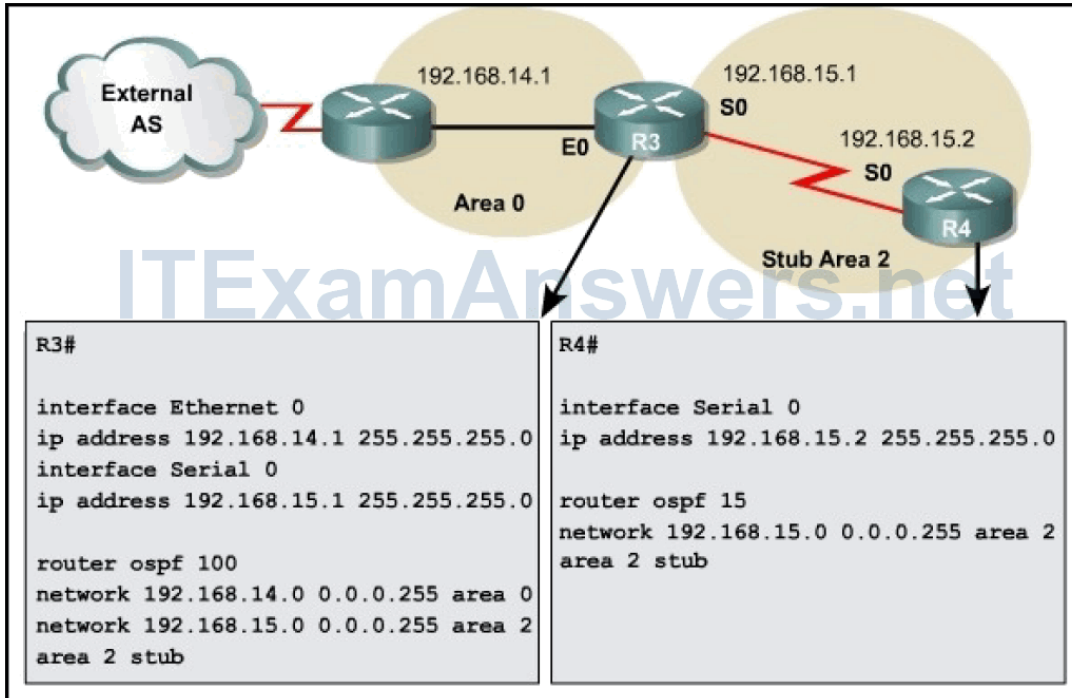 External
AS
192.168.14.1
E0
R3
Area 0
192.168.15.1
S0
192.168.15.2
S0
R4
Stub Area 2
ITExamAnswers.net
R3#
interface Ethernet 0
ip address 192.168.14.1 255.255.255.0
interface Serial 0
ip address 192.168.15.1 255.255.255.0
router ospf 100
network 192.168.14.0 0.0.0.255 area 0
network 192.168.15.0 0.0.0.255 area 2
area 2 stub
R4#
interface Serial 0
ip address 192.168.15.2 255.255.255.0
router ospf 15
network 192.168.15.0 0.0.0.255 area 2
area 2 stub